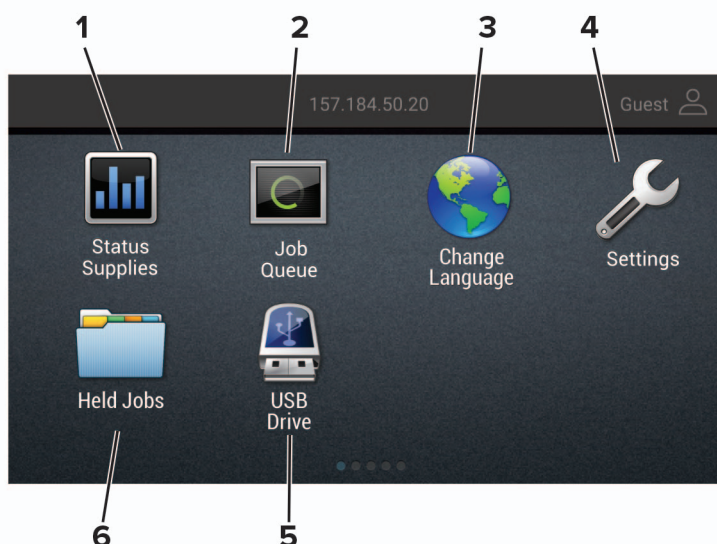 1 2 3 4
157.184.50.20 Guest
Status
Supplies
Job
Queue
Change
Language
Settings
Held Jobs
USB
Drive
6 5